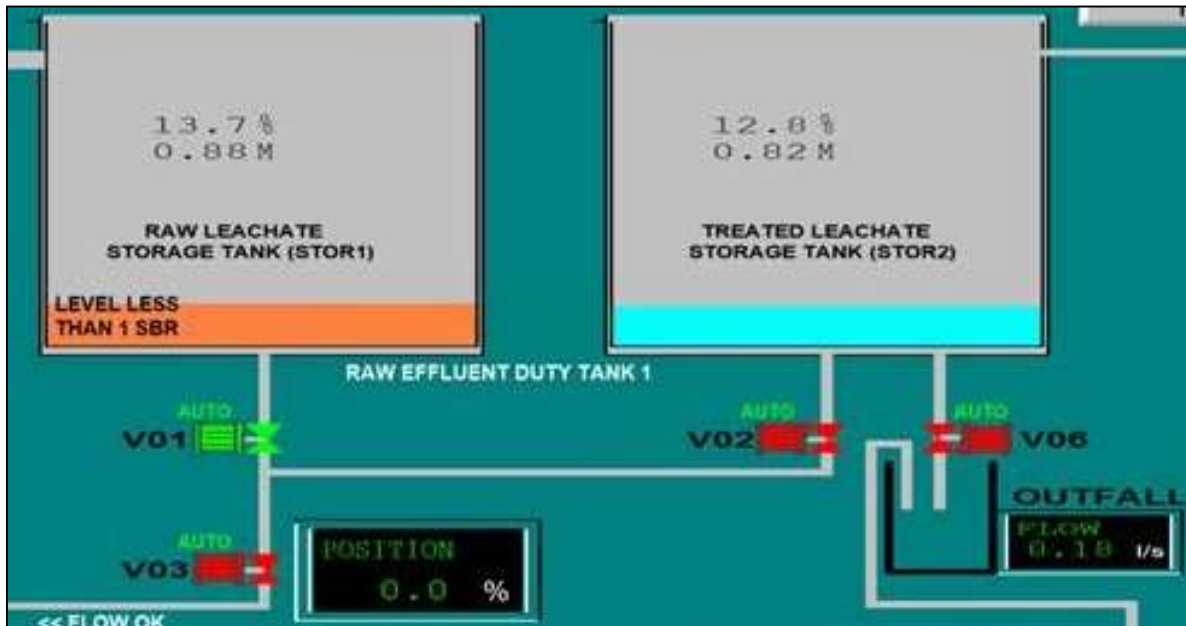 13.7%
0.88M
RAW LEACHATE
STORAGE TANK (STOR1)
LEVEL LESS
THAN 1 SBR
12.8%
0.82M
TREATED LEACHATE
STORAGE TANK (STOR2)
RAW EFFLUENT DUTY TANK 1
AUTO
V01
AUTO
V02
AUTO
V06
OUTFALL
FLOW
0.18 l/s
AUTO
V03
POSITION
0.0 %
<< FLOW OK